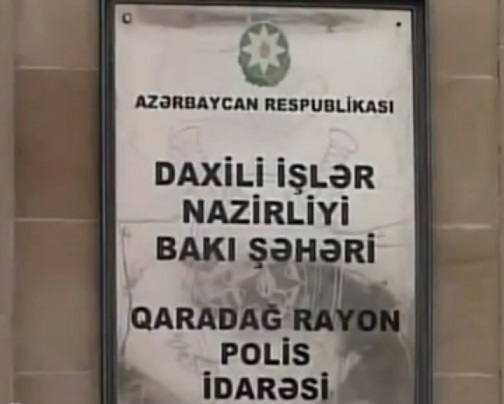 AZƏRBAYCAN RESPUBLİKASI
DAXİLİ İŞLƏR
NAZİRLİYİ
BAKI ŞƏHƏRİ
QARADAĞ RAYON
POLİS
İDARƏSİ